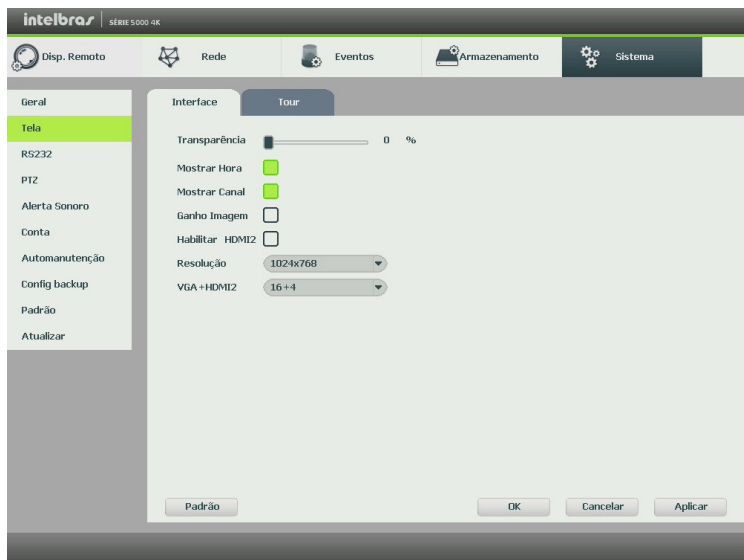 intelbras SÉRIE 5000 4K
Disp. Remoto Rede Eventos Armazenamento Sistema
Geral
Tela
RS232
PTZ
Alerta Sonoro
Conta
Automanutenção
Config backup
Padrão
Atualizar
Interface Tour
Transparência 0 %
Mostrar Hora
Mostrar Canal
Ganho Imagem
Habilitar HDMI2
Resolução 1024x768
VGA+HDMI2 16+4
Padrão OK Cancelar Aplicar